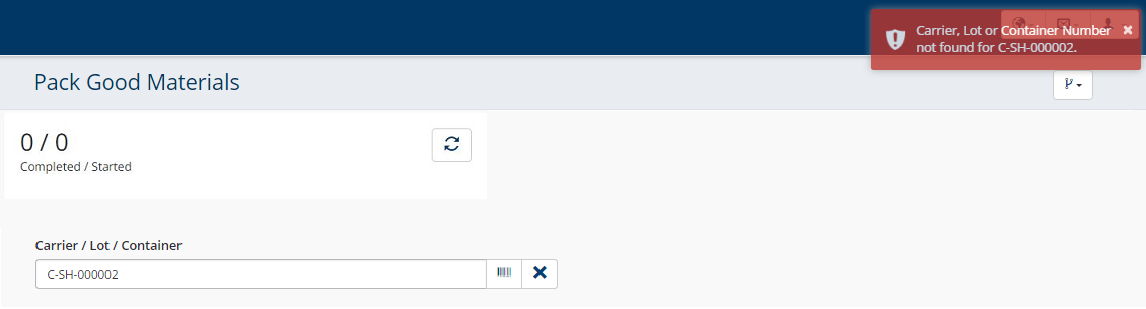 Carrier, Lot or Container Number
not found for C-SH-000002.
Pack Good Materials
0 / 0
Completed / Started
Carrier / Lot / Container
C-SH-000002